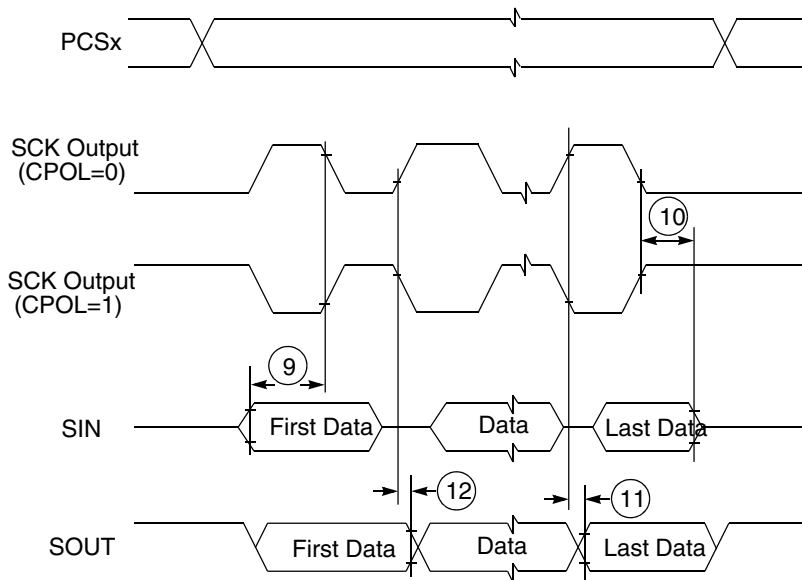 PCSx
SCK Output
(CPOL=0)
10
SCK Output
(CPOL=1)
9
SIN
First Data
Data
Last Data
12
11
SOUT
First Data
Data
Last Data